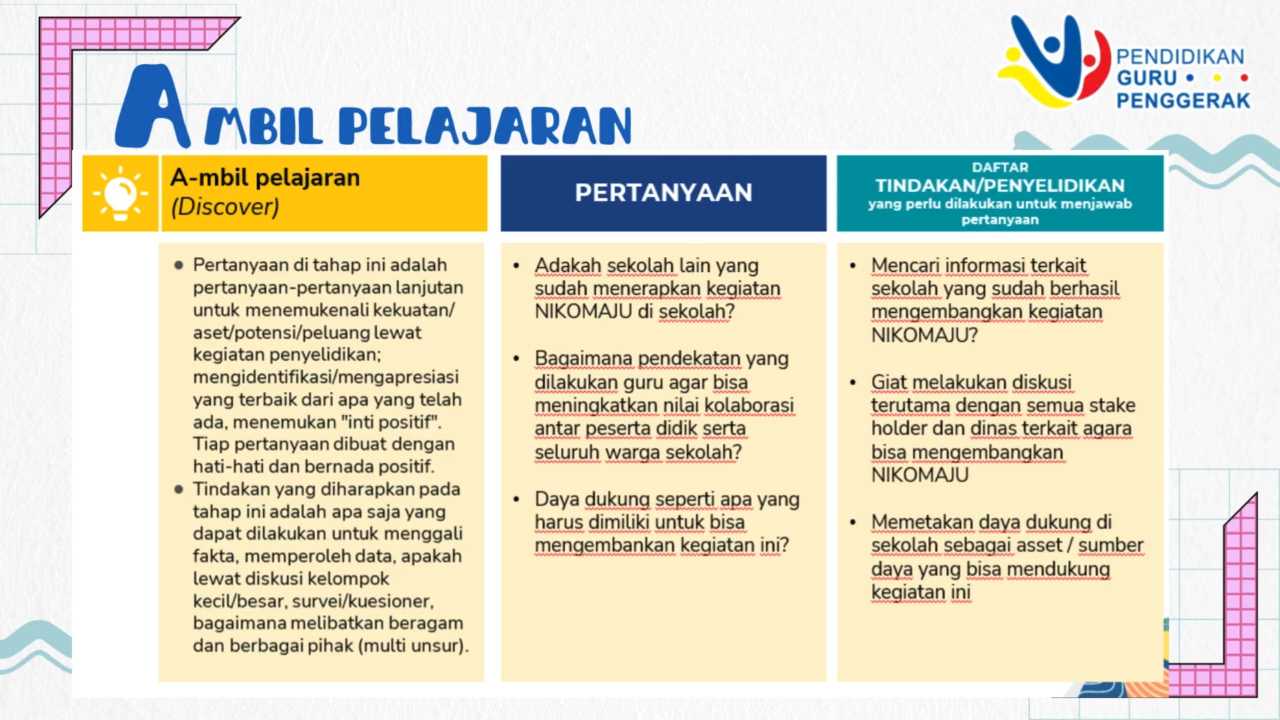 PENDIDIKAN
GURU
PENGGERAK
AMBIL PELAJARAN
A-mbil pelajaran
(Discover)
PERTANYAAN
DAFTAR
TINDAKAN/PENYELIDIKAN
yang perlu dilakukan untuk menjawab
pertanyaan
• Pertanyaan di tahap ini adalah
pertanyaan-pertanyaan lanjutan
untuk menemukenali kekuatan/
aset/potensi/peluang lewat
kegiatan penyelidikan;
mengidentifikasi/mengapresiasi
yang terbaik dari apa yang telah
ada, menemukan "inti positif".
Tiap pertanyaan dibuat dengan
hati-hati dan bernada positif.
• Tindakan yang diharapkan pada
tahap ini adalah apa saja yang
dapat dilakukan untuk menggali
fakta, memperoleh data, apakah
lewat diskusi kelompok
kecil/besar, survei/kuesioner,
bagaimana melibatkan beragam
dan berbagai pihak (multi unsur).
• Adakah sekolah lain yang
sudah menerapkan kegiatan
NIKOMAJU di sekolah?
• Bagaimana pendekatan yang
dilakukan guru agar bisa
meningkatkan nilai kolaborasi
antar peserta didik serta
seluruh warga sekolah?
• Daya dukung seperti apa yang
harus dimiliki untuk bisa
mengembankan kegiatan ini?
• Mencari informasi terkait
sekolah yang sudah berhasil
mengembangkan kegiatan
NIKOMAJU?
• Giat melakukan diskusi
terutama dengan semua stake
holder dan dinas terkait agara
bisa mengembangkan
NIKOMAJU
• Memetakan daya dukung di
sekolah sebagai asset / sumber
daya yang bisa mendukung
kegiatan ini